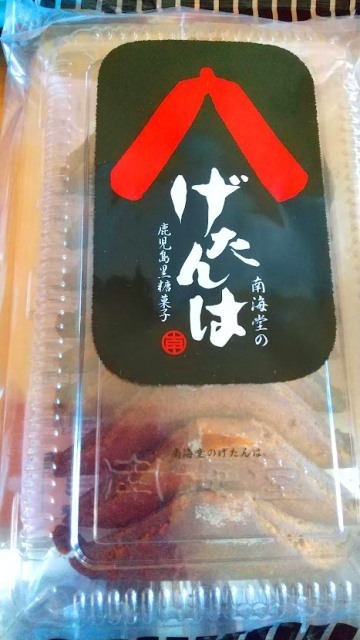 南海堂の
げたんは
鹿児島黒糖菓子
南
南海堂のげたんは